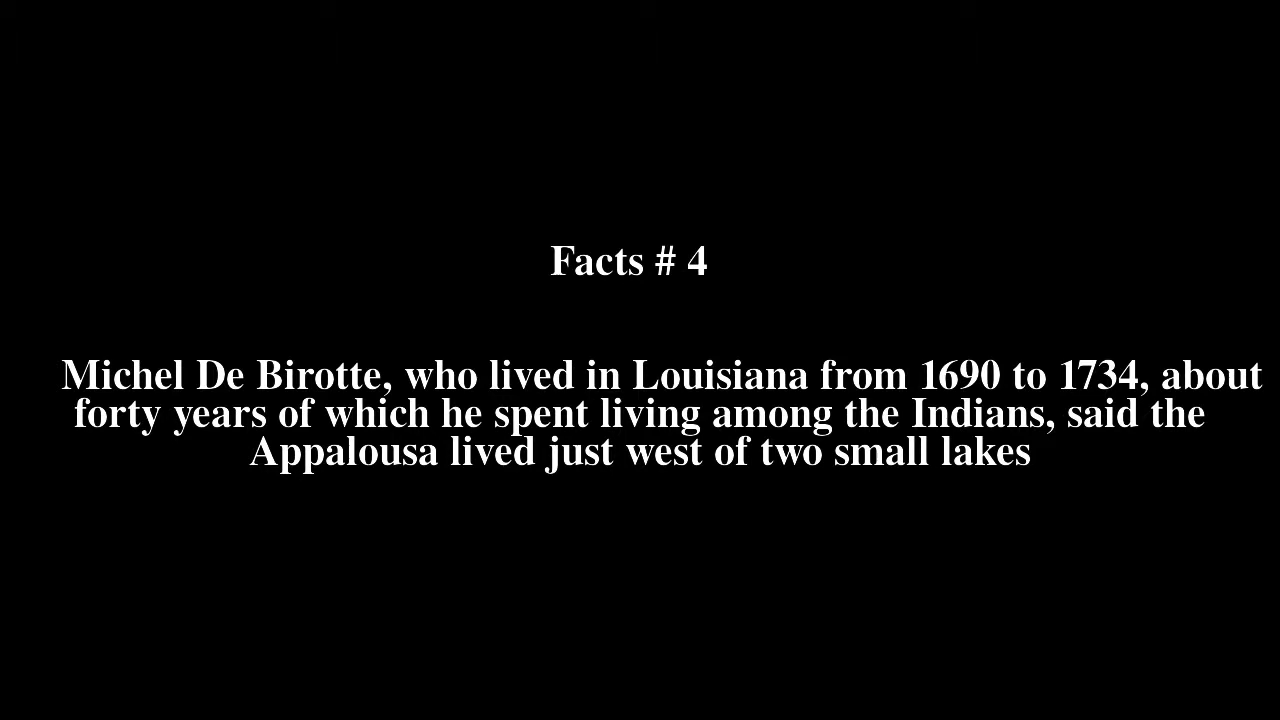 Facts # 4
Michel De Birotte, who lived in Louisiana from 1690 to 1734, about
forty years of which he spent living among the Indians, said the
Appalousa lived just west of two small lakes